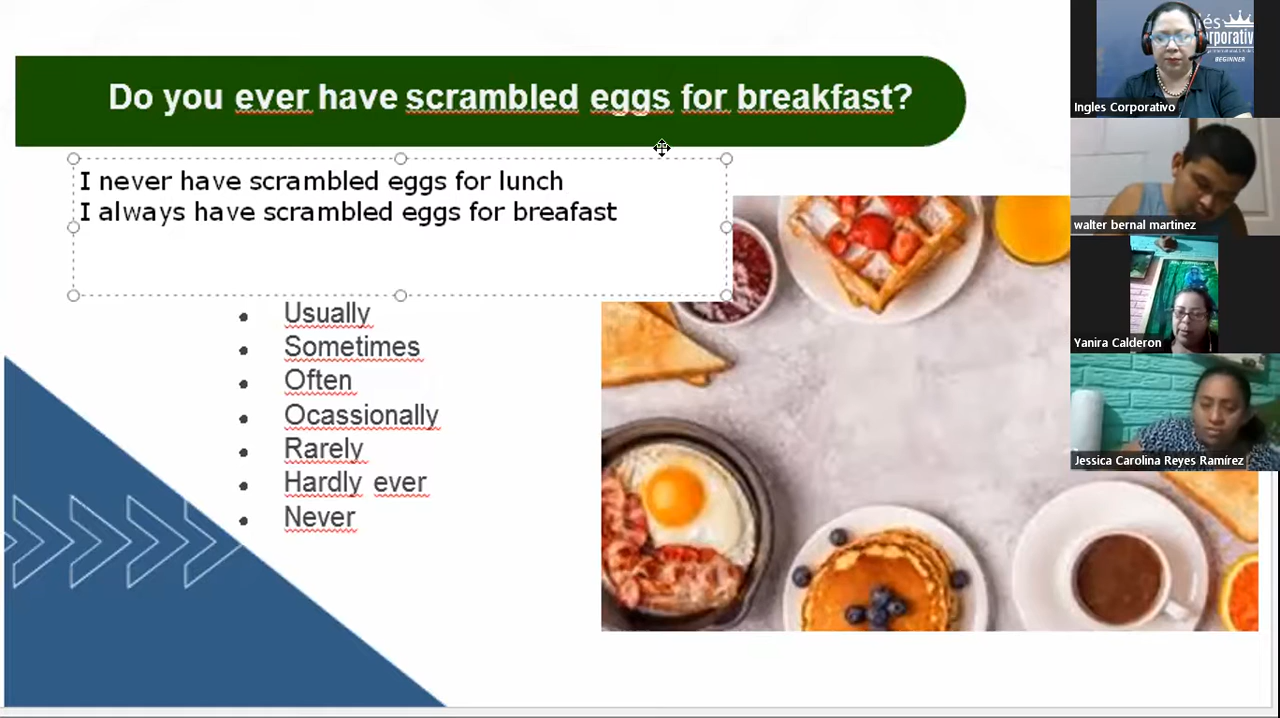 Do you ever have scrambled eggs for breakfast?
I never have scrambled eggs for lunch
I always have scrambled eggs for breafast
Usually
Sometimes
Often
Ocassionally
Rarely
Hardly ever
Never
BEGINNER
Ingles Corporativo
walter bernal martinez
Yanira Calderon
Jessica Carolina Reyes Ramírez